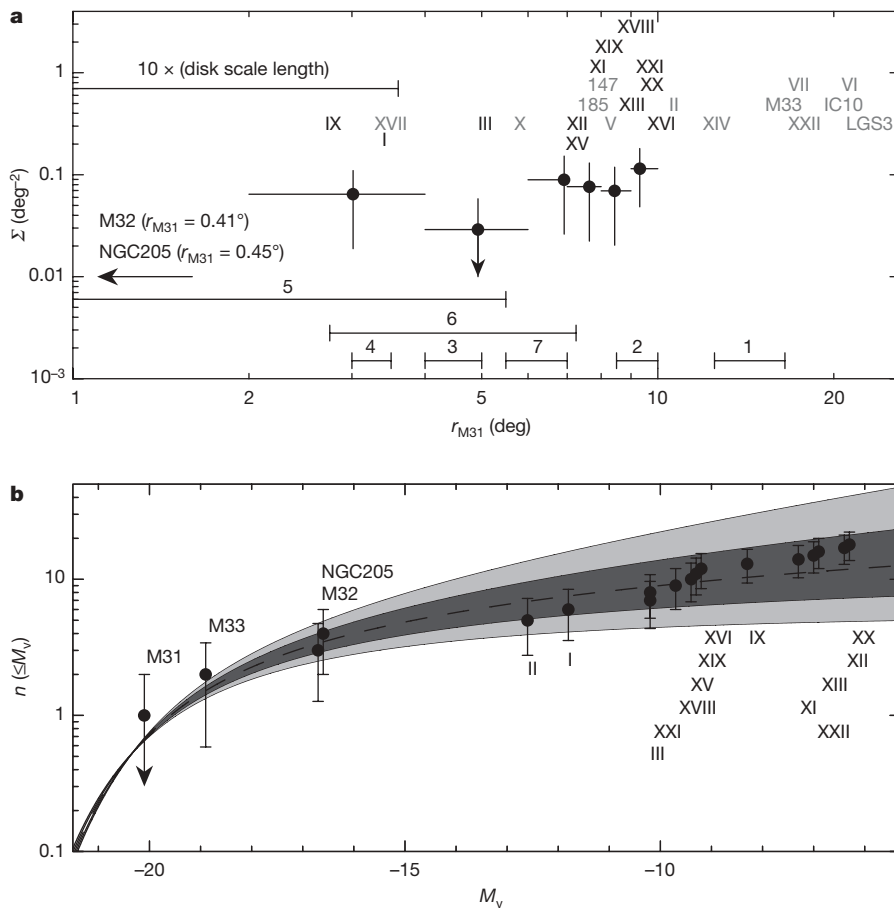 a
XVIII
XIX
XI XXI
10 × (disk scale length)
147 XX VII VI
185 XIII II M33 IC10
IX XVII III X XII V XVI XIV XXII LGS3
I XV
1
0.1
0.01
10⁻³
Σ (deg⁻²)
M32 (rM31 = 0.41°)
NGC205 (rM31 = 0.45°)
5
6
4 3 7 2 1
1 2 5 10 20
rM31 (deg)
b
10
1
0.1
n (≤Mv)
NGC205
M32
M33
M31
II I
XVI IX XX
XIX XII
XV XIII
XVIII XI
XXI XXII
III
−20 −15 −10
Mv